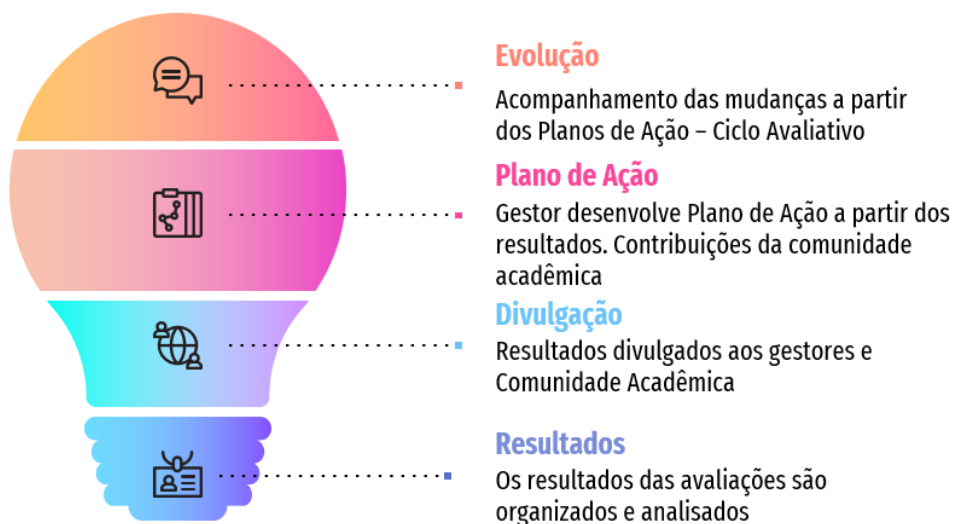 Evolução
Acompanhamento das mudanças a partir
dos Planos de Ação – Ciclo Avaliativo
Plano de Ação
Gestor desenvolve Plano de Ação a partir dos
resultados. Contribuições da comunidade
acadêmica
Divulgação
Resultados divulgados aos gestores e
Comunidade Acadêmica
Resultados
Os resultados das avaliações são
organizados e analisados